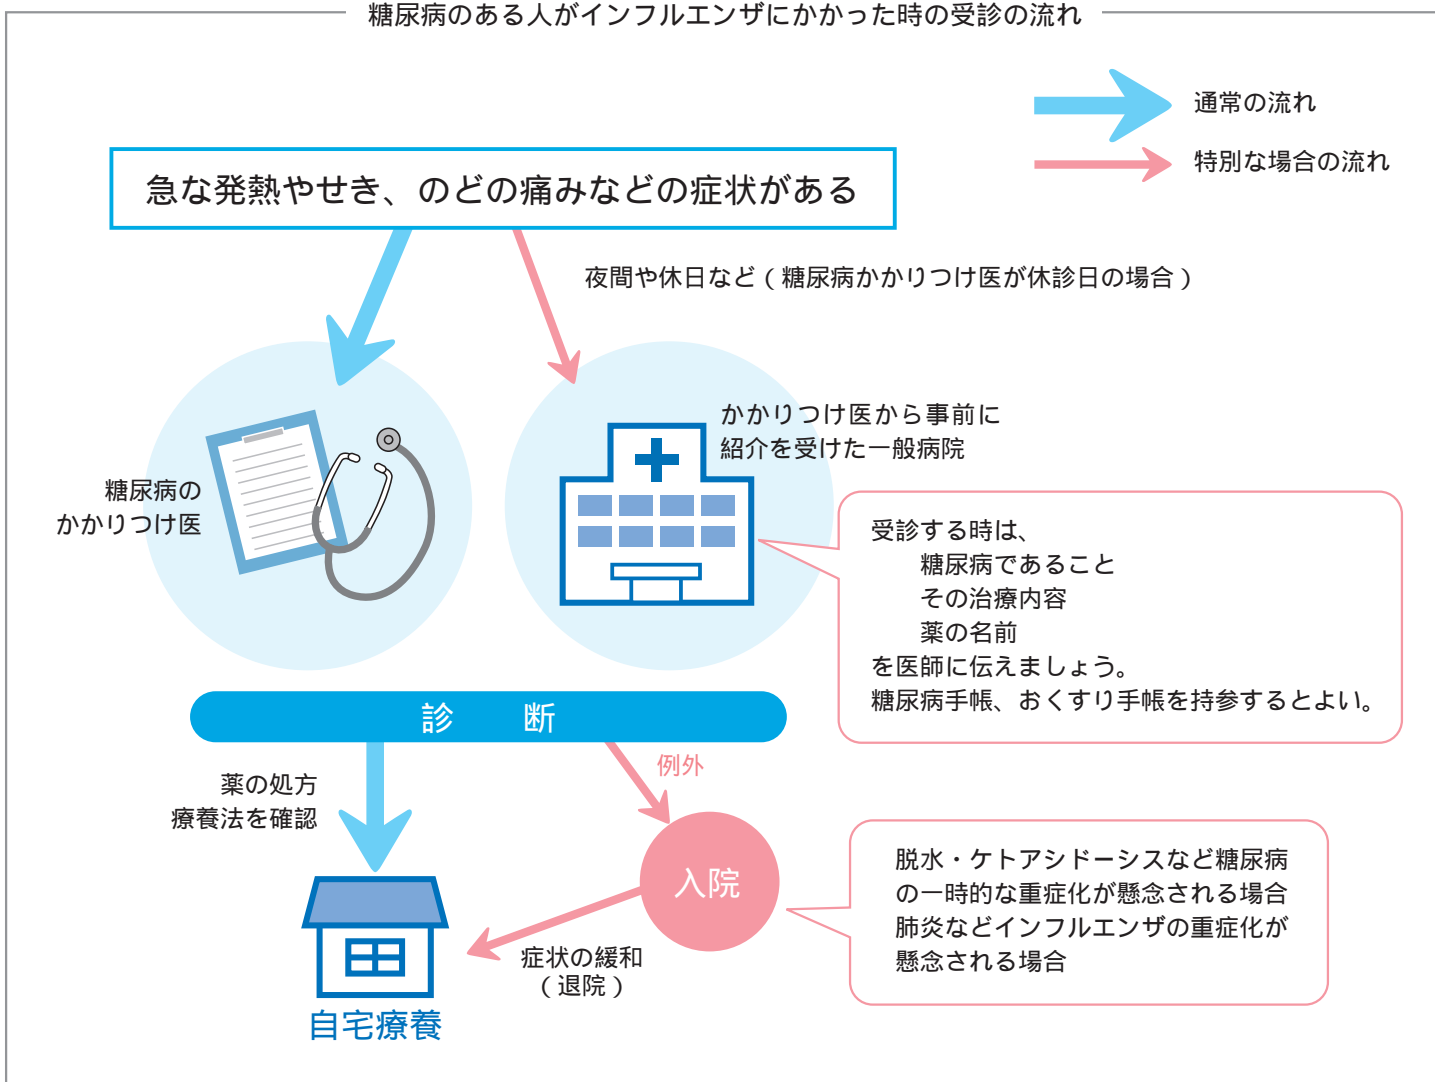 糖尿病のある人がインフルエンザにかかった時の受診の流れ
通常の流れ
特別な場合の流れ
急な発熱やせき、のどの痛みなどの症状がある
夜間や休日など(糖尿病かかりつけ医が休診日の場合)
糖尿病の
かかりつけ医
かかりつけ医から事前に
紹介を受けた一般病院
受診する時は、
糖尿病であること
その治療内容
薬の名前
を医師に伝えましょう。
糖尿病手帳、おくすり手帳を持参するとよい。
診　断
薬の処方
療養法を確認
例外
入院
脱水・ケトアシドーシスなど糖尿病
の一時的な重症化が懸念される場合
肺炎などインフルエンザの重症化が
懸念される場合
症状の緩和
(退院)
自宅療養